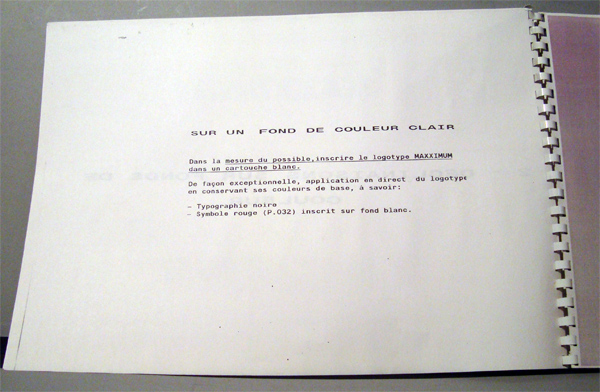 SUR UN FOND DE COULEUR CLAIR
Dans la mesure du possible,inscrire le logotype MAXXIMUM
dans un cartouche blanc.
De façon exceptionnelle, application en direct du logotype
en conservant ses couleurs de base, à savoir:
— Typographie noire
— Symbole rouge (P.032) inscrit sur fond blanc.